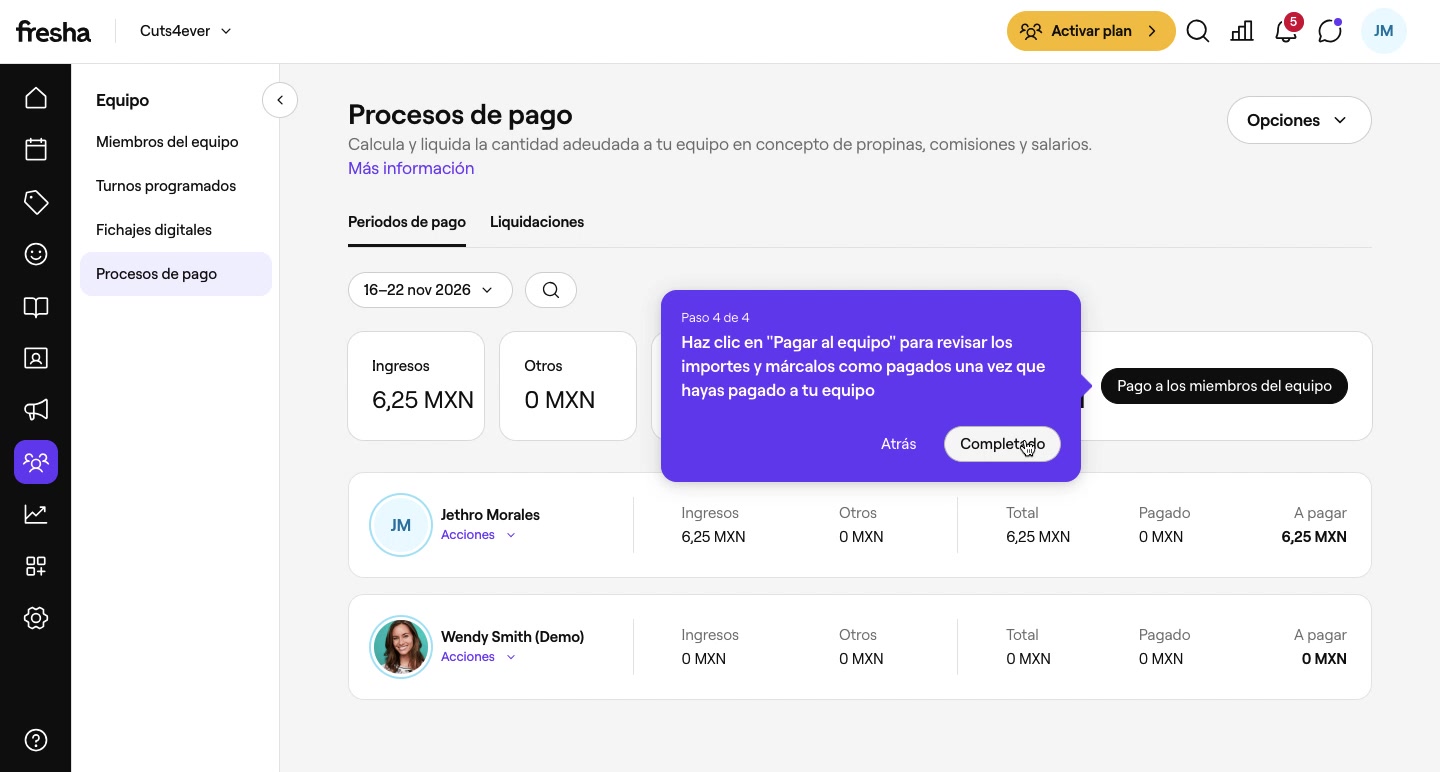 fresha
Cuts4ever
Activar plan
5
JM
Equipo
Miembros del equipo
Turnos programados
Fichajes digitales
Procesos de pago
Procesos de pago
Calcula y liquida la cantidad adeudada a tu equipo en concepto de propinas, comisiones y salarios.
Más información
Opciones
Periodos de pago
Liquidaciones
16–22 nov 2026
Ingresos
6,25 MXN
Otros
0 MXN
Paso 4 de 4
Haz clic en "Pagar al equipo" para revisar los
importes y márcalos como pagados una vez que
hayas pagado a tu equipo
Atrás
Completado
Pago a los miembros del equipo
JM
Jethro Morales
Acciones
Ingresos
6,25 MXN
Otros
0 MXN
Total
6,25 MXN
Pagado
0 MXN
A pagar
6,25 MXN
Wendy Smith (Demo)
Acciones
Ingresos
0 MXN
Otros
0 MXN
Total
0 MXN
Pagado
0 MXN
A pagar
0 MXN